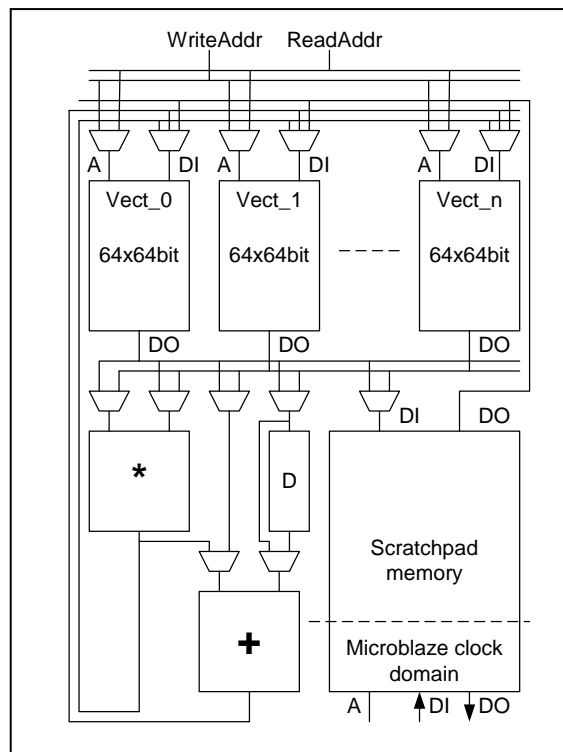 WriteAddr ReadAddr
A DI A DI A DI
Vect_0 Vect_1 Vect_n
64x64bit 64x64bit 64x64bit
DO DO DO
DI DO
*
D
Scratchpad
memory
+
Microblaze clock
domain
A DI DO